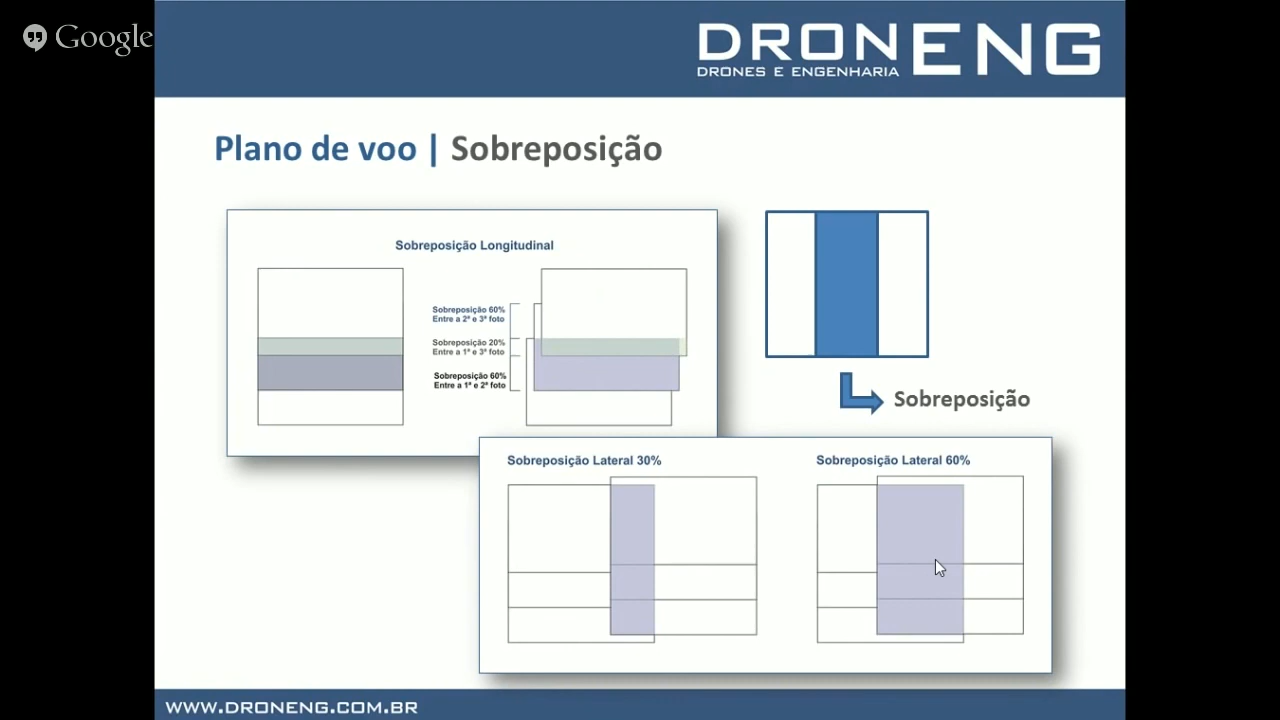 Google
DRONENG
DRONES E ENGENHARIA
Plano de voo | Sobreposição
Sobreposição Longitudinal
Sobreposição 60%
Entre a 2ª e 3ª foto
Sobreposição 20%
Entre a 1ª e 3ª foto
Sobreposição 60%
Entre a 1ª e 2ª foto
Sobreposição
Sobreposição Lateral 30%
Sobreposição Lateral 60%
WWW.DRONENG.COM.BR